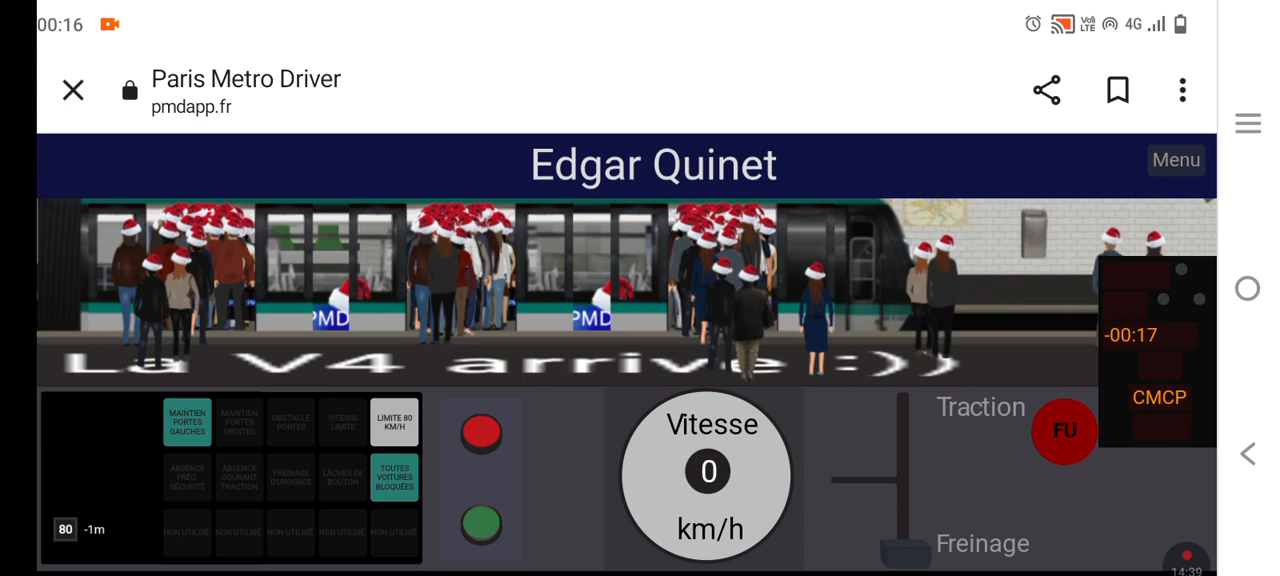 00:16
Vo)) LTE
4G
Paris Metro Driver
pmdapp.fr
Edgar Quinet
Menu
PMD
PMD
La V4 arrive :))
-00:17
CMCP
MAINTIEN PORTES GAUCHES
MAINTIEN PORTES DROITES
OBSTACLE PORTES
VITESSE LIMITE
LIMITE 80 KM/H
ABSENCE FRÉQ. SÉCURITÉ
ABSENCE COURANT TRACTION
FREINAGE D'URGENCE
LÂCHER DE BOUTON
TOUTES VOITURES BLOQUÉES
NON UTILISÉ
NON UTILISÉ
NON UTILISÉ
NON UTILISÉ
NON UTILISÉ
80 -1m
Vitesse
0
km/h
Traction
FU
Freinage
14:39